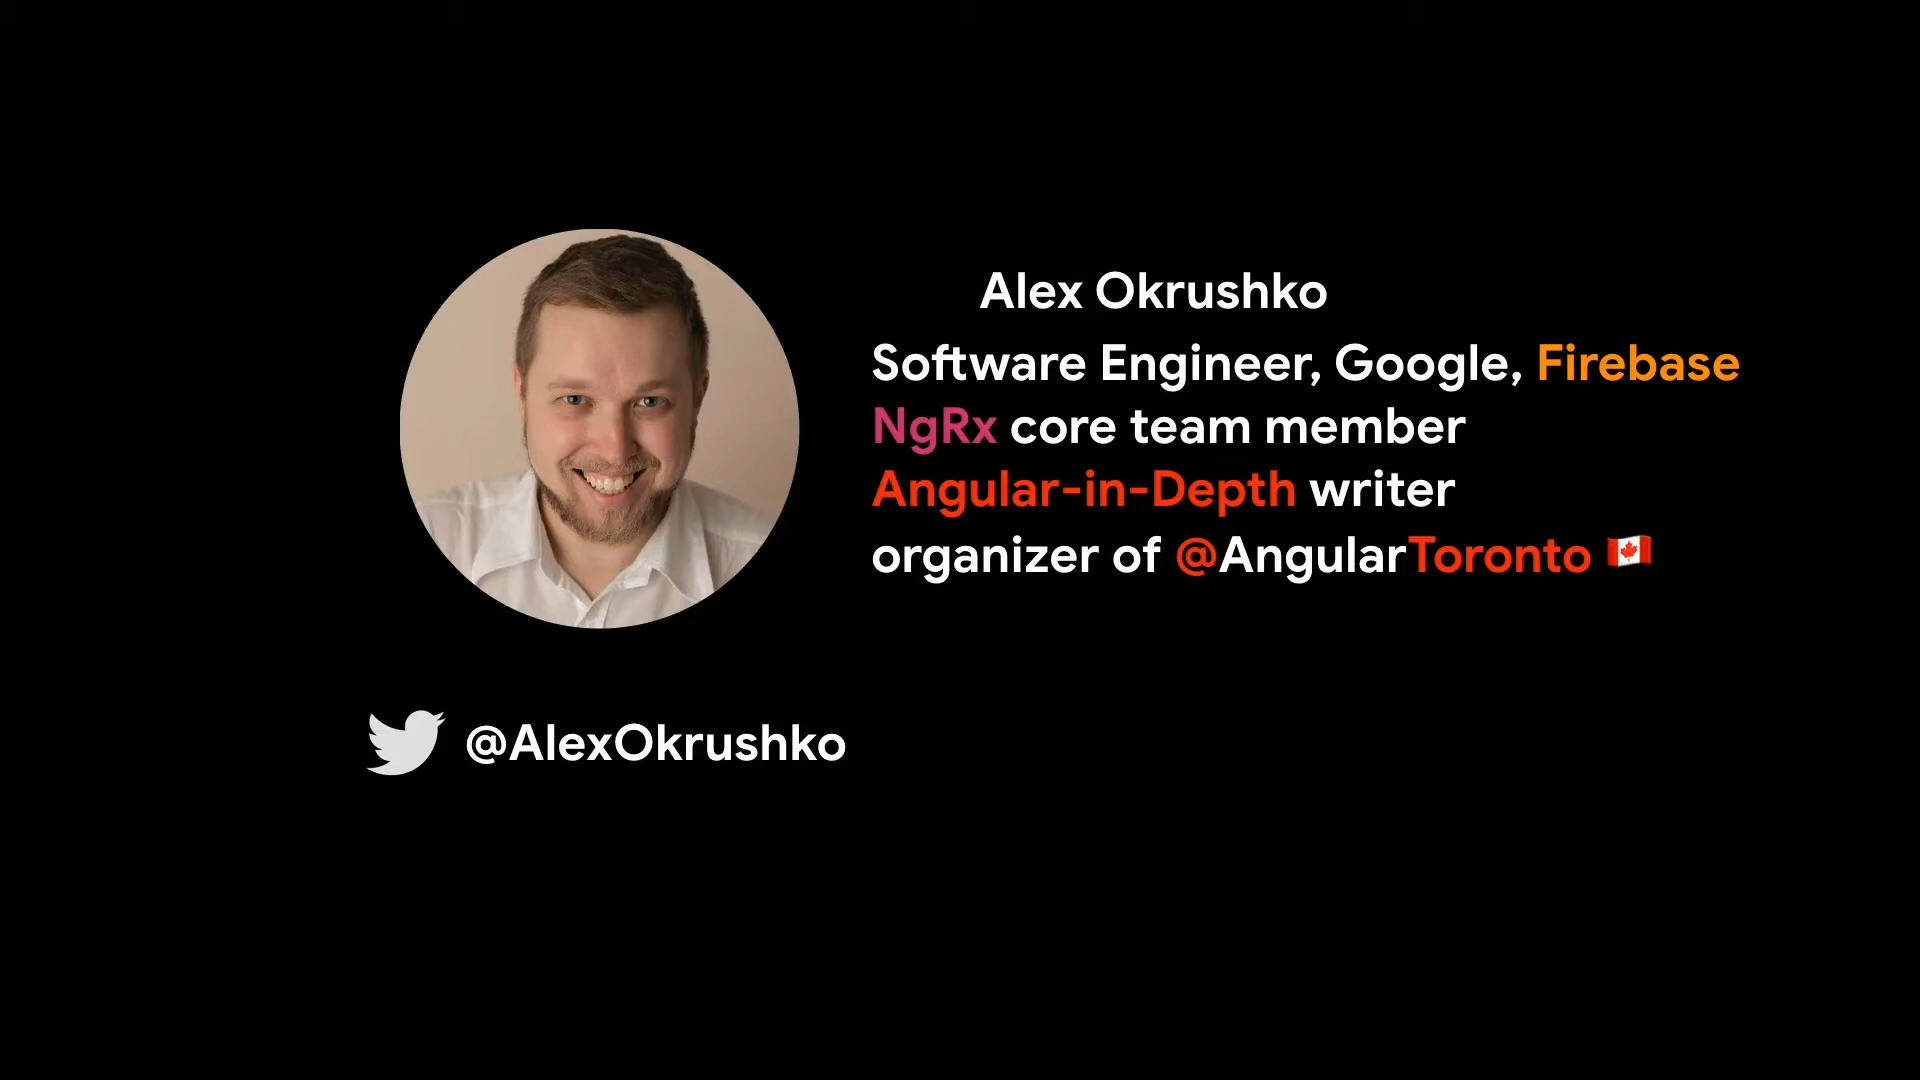 Alex Okrushko
Software Engineer, Google, Firebase
NgRx core team member
Angular-in-Depth writer
organizer of @AngularToronto 🇨🇦
@AlexOkrushko